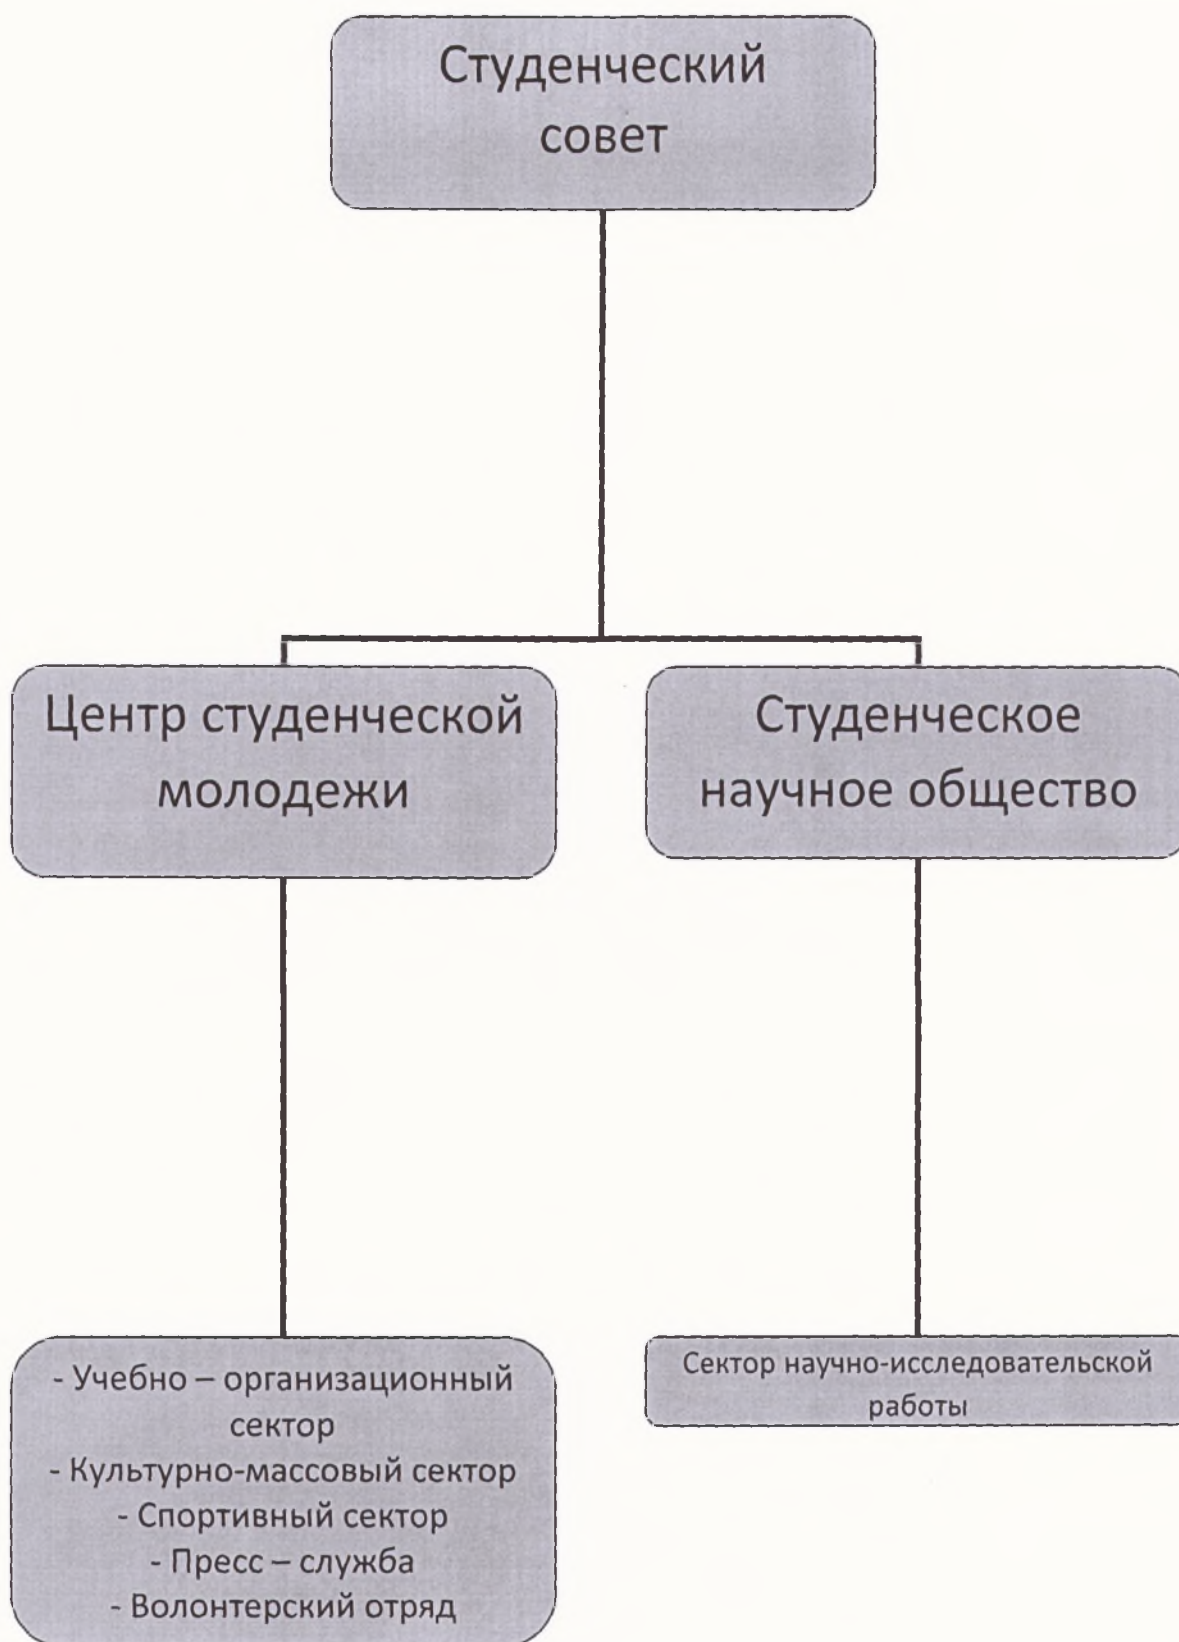 Студенческий
совет
Центр студенческой
молодежи
Студенческое
научное общество
- Учебно – организационный
сектор
- Культурно-массовый сектор
- Спортивный сектор
- Пресс – служба
- Волонтерский отряд
Сектор научно-исследовательской
работы